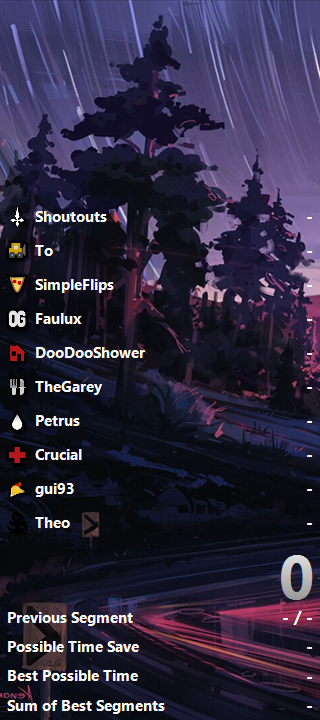 Shoutouts -
To -
SimpleFlips -
OG Faulux -
DooDooShower -
TheGarey -
Petrus -
Crucial -
gui93 -
Theo -
0
Previous Segment - / -
Possible Time Save -
Best Possible Time -
Sum of Best Segments -